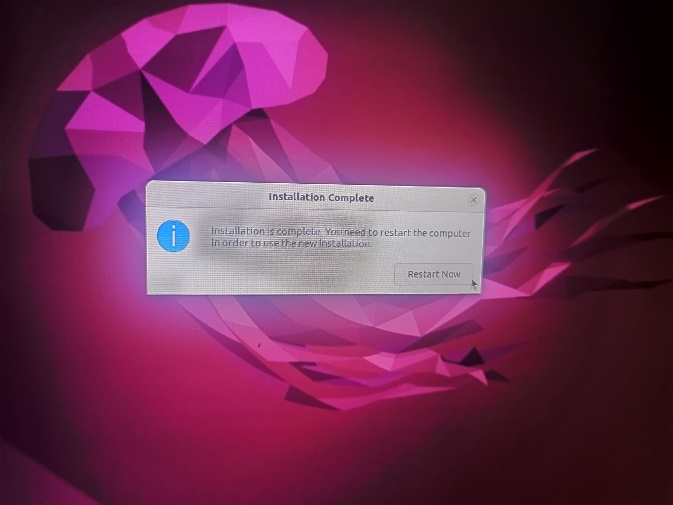 Installation Complete
Installation is complete. You need to restart the computer
in order to use the new installation.
Restart Now